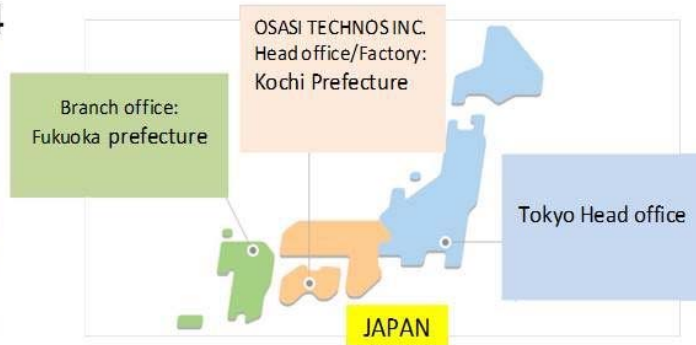 OSASI TECHNOS INC.
Head office/Factory:
Kochi Prefecture
Branch office:
Fukuoka prefecture
Tokyo Head office
JAPAN